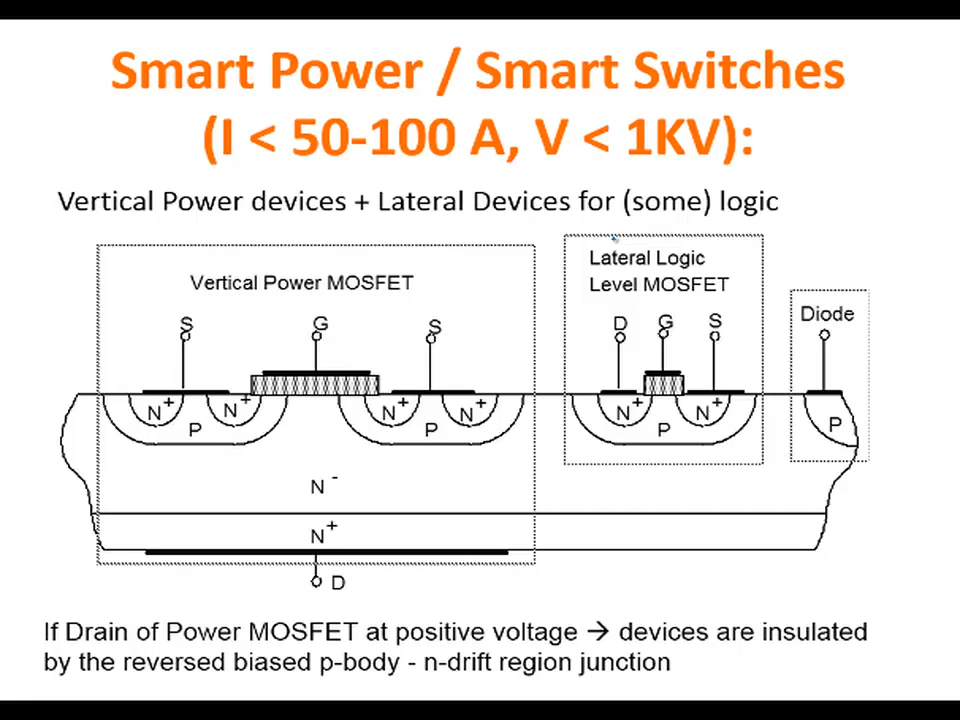 Smart Power / Smart Switches
(I < 50-100 A, V < 1KV):
Vertical Power devices + Lateral Devices for (some) logic
Vertical Power MOSFET
Lateral Logic
Level MOSFET
Diode
S G S D G S
N+ N+ N+ N+ N+ N+
P P P P
N-
N+
D
If Drain of Power MOSFET at positive voltage → devices are insulated
by the reversed biased p-body - n-drift region junction